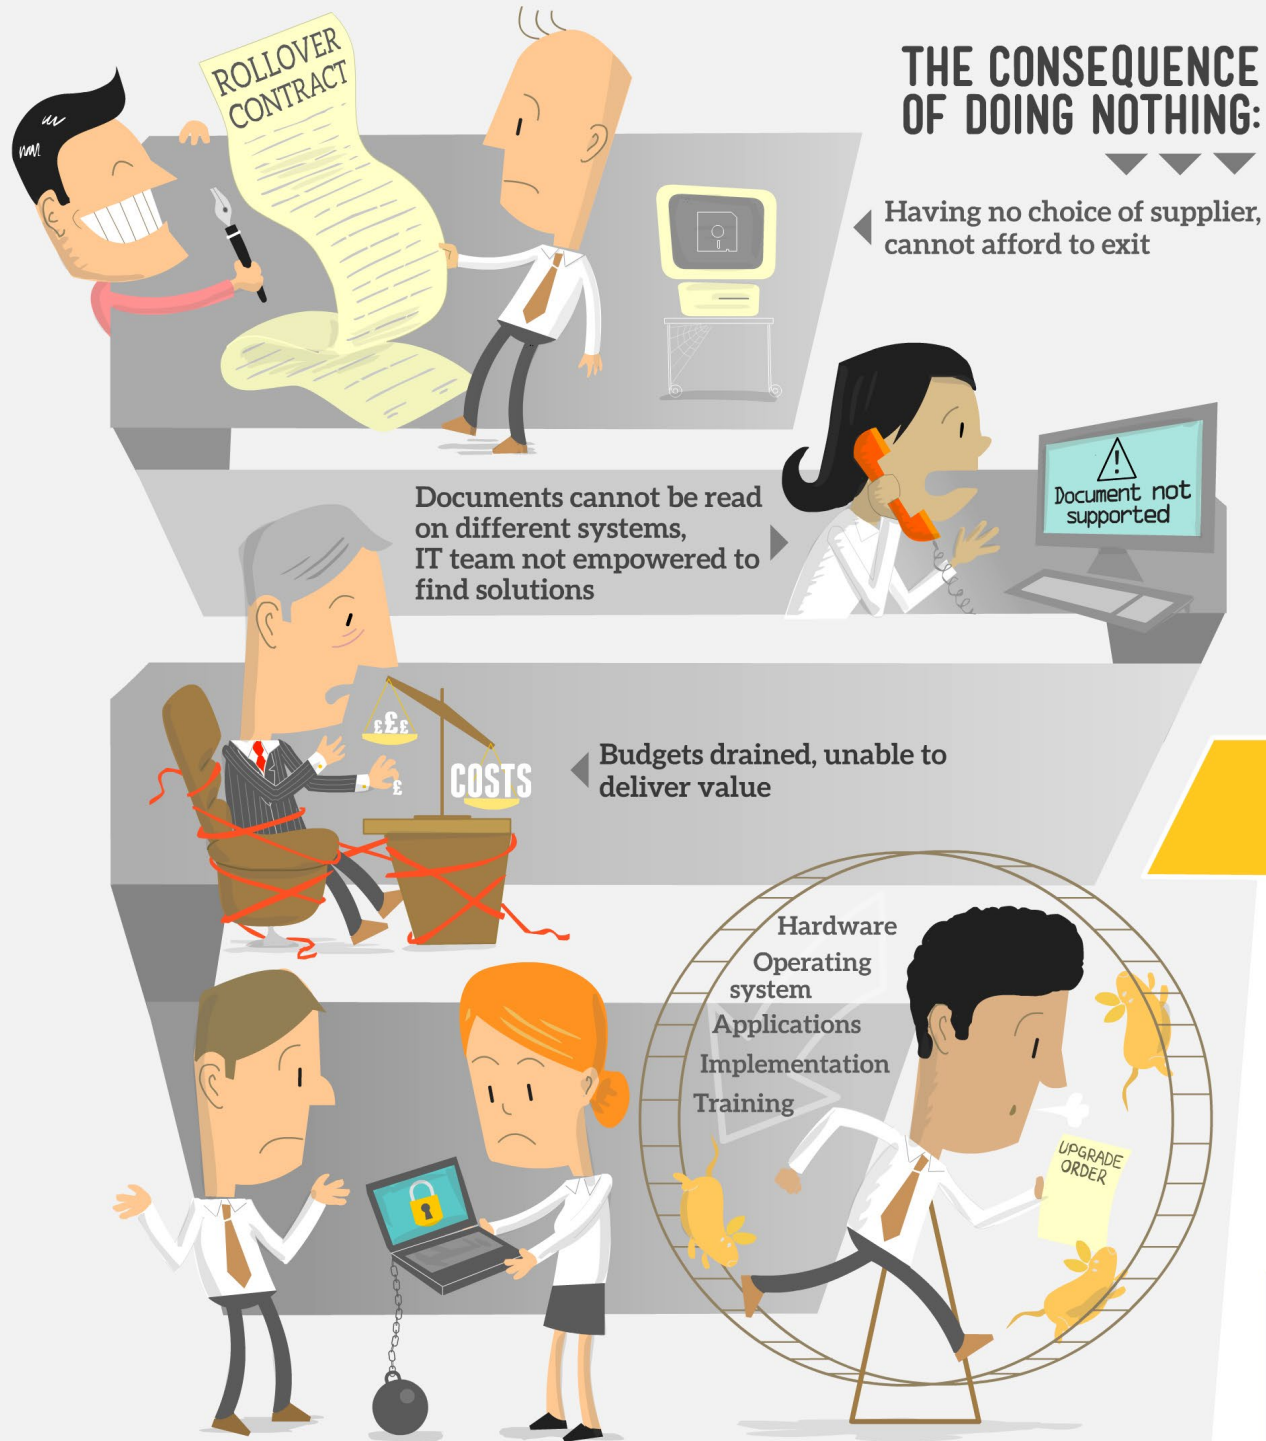 THE CONSEQUENCE
OF DOING NOTHING:
ROLLOVER
CONTRACT
Having no choice of supplier,
cannot afford to exit
Documents cannot be read
on different systems,
IT team not empowered to
find solutions
Document not
supported
£££
£
COSTS
Budgets drained, unable to
deliver value
Hardware
Operating
system
Applications
Implementation
Training
UPGRADE
ORDER